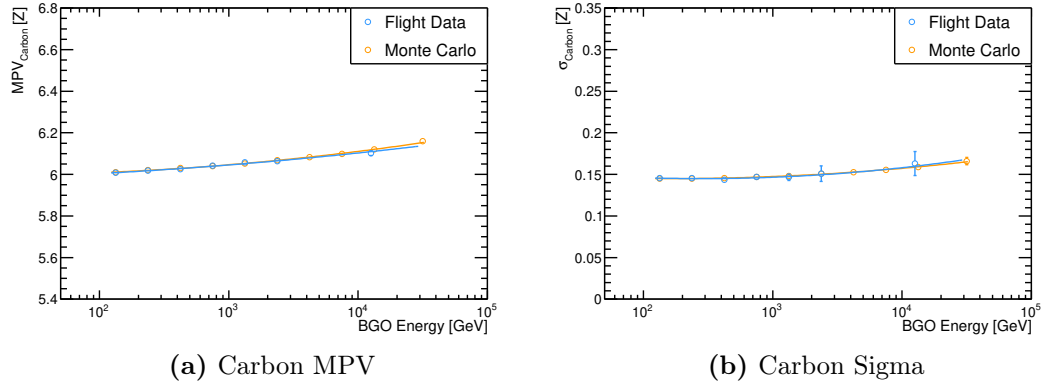 MPV_Carbon [Z]
6.8
6.6
6.4
6.2
6
5.8
5.6
5.4
10^2
10^3
10^4
10^5
BGO Energy [GeV]
Flight Data
Monte Carlo
(a) Carbon MPV
σ_Carbon [Z]
0.35
0.3
0.25
0.2
0.15
0.1
0.05
0
10^2
10^3
10^4
10^5
BGO Energy [GeV]
Flight Data
Monte Carlo
(b) Carbon Sigma